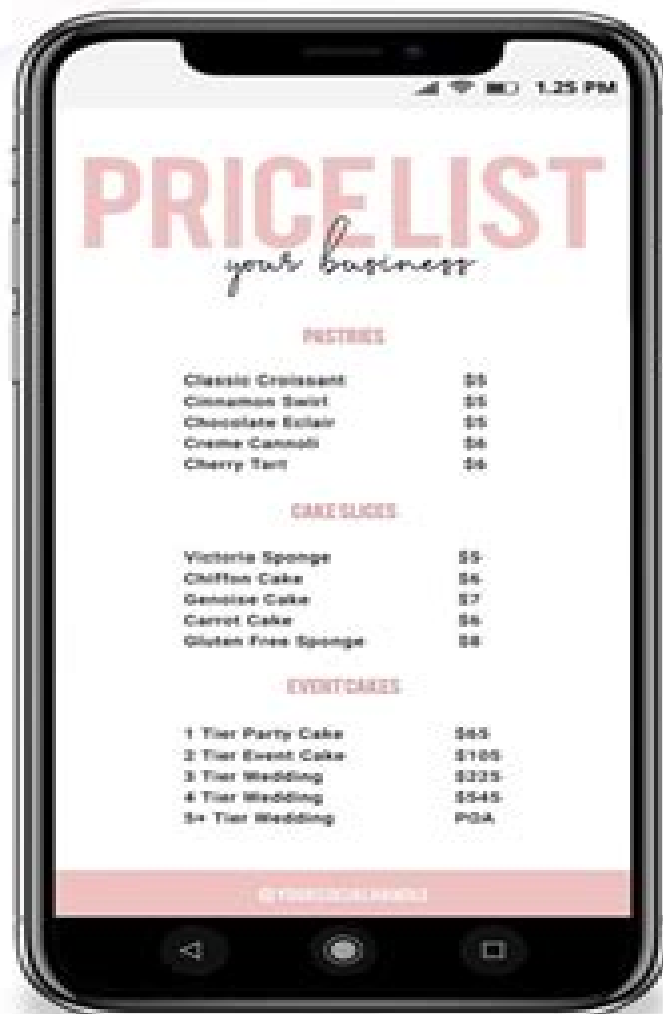 1.25 PM
PRICELIST
your business
PASTRIES
Classic Croissant $5
Cinnamon Swirl $5
Chocolate Eclair $5
Creme Cannoli $6
Cherry Tart $6
CAKE SLICES
Victoria Sponge $5
Chiffon Cake $6
Genoise Cake $7
Carrot Cake $6
Gluten Free Sponge $8
EVENT CAKES
1 Tier Party Cake $65
2 Tier Event Cake $105
3 Tier Wedding $225
4 Tier Wedding $545
5+ Tier Wedding POA
@YOURSOCIALHANDLE